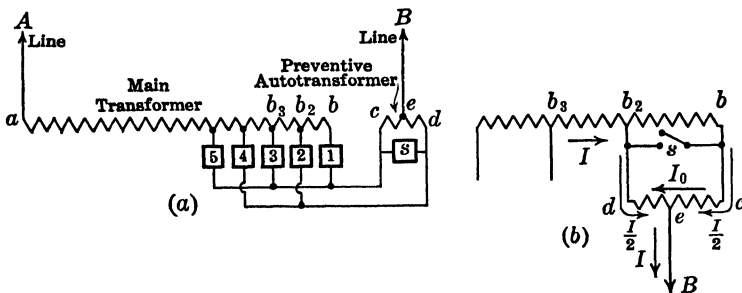 A
Line
B
Line
Preventive
Autotransformer
Main
Transformer
a
b₃ b₂ b
c e d
5 4 3 2 1
S
(a)
b₃ b₂ b
s
I
I₀
d e c
I/2 I/2
I
B
(b)